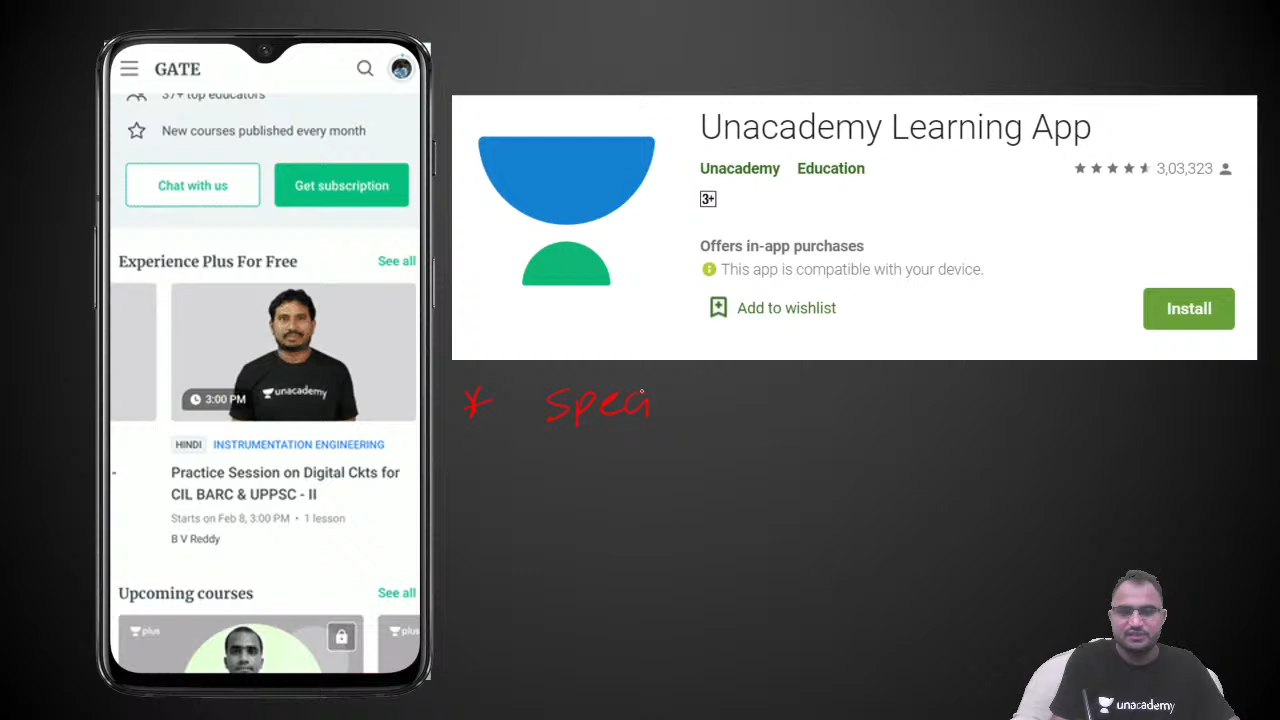 GATE
37+ top educators
New courses published every month
Chat with us
Get subscription
Experience Plus For Free
See all
3:00 PM
unacademy
HINDI INSTRUMENTATION ENGINEERING
Practice Session on Digital Ckts for
CIL BARC & UPPSC - II
Starts on Feb 8, 3:00 PM • 1 lesson
B V Reddy
Upcoming courses
See all
plus
plus
Unacademy Learning App
Unacademy Education
3,03,323
3+
Offers in-app purchases
This app is compatible with your device.
Add to wishlist
Install
* speci
unacademy